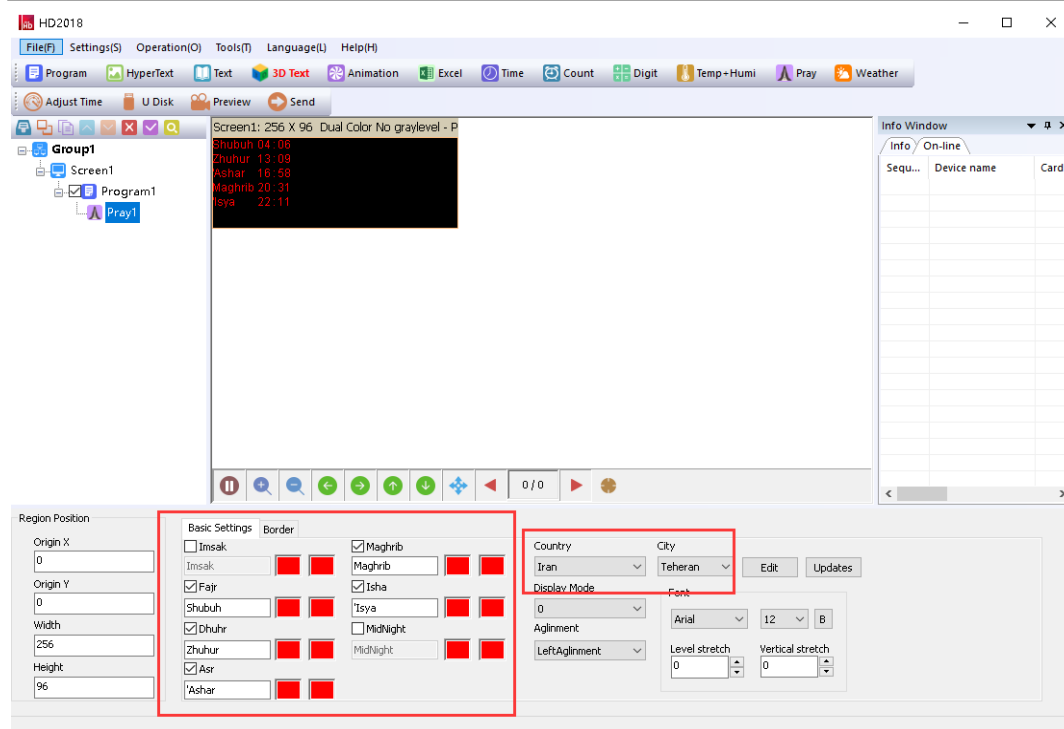 HD2018
File(F) Settings(S) Operation(O) Tools(T) Language(L) Help(H)
Program HyperText Text 3D Text Animation Excel Time Count Digit Temp+Humi Pray Weather
Adjust Time U Disk Preview Send
Screen1: 256 X 96 Dual Color No graylevel - P
Group1
Screen1
Program1
Pray1
Shubuh 04:06
Zhuhur 13:09
'Ashar 16:58
Maghrib 20:31
'Isya 22:11
Info Window
Info On-line
Sequ... Device name Card
0/0
Region Position
Origin X
0
Origin Y
0
Width
256
Height
96
Basic Settings Border
Imsak
Imsak
Fajr
Shubuh
Dhuhr
Zhuhur
Asr
'Ashar
Maghrib
Maghrib
Isha
'Isya
MidNight
MidNight
Country City
Iran Teheran Edit Updates
Display Mode
0
Aglinment
LeftAglinment
Font
Arial 12 B
Level stretch Vertical stretch
0 0